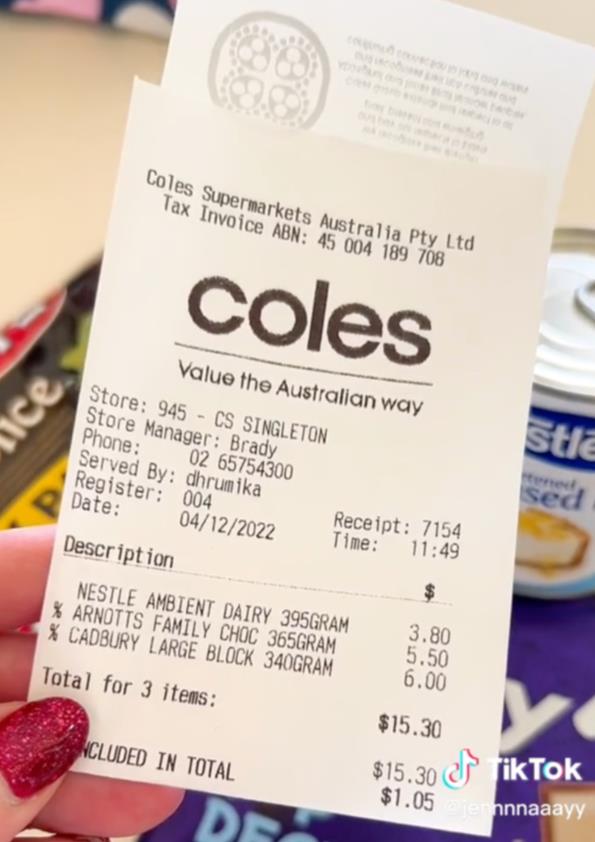 Coles Supermarkets Australia Pty Ltd
Tax Invoice ABN: 45 004 189 708
coles
Value the Australian way
Store: 945 - CS SINGLETON
Store Manager: Brady
Phone: 02 65754300
Served By: dhrumika
Register: 004 Receipt: 7154
Date: 04/12/2022 Time: 11:49
Description $
NESTLE AMBIENT DAIRY 395GRAM 3.80
% ARNOTTS FAMILY CHOC 365GRAM 5.50
% CADBURY LARGE BLOCK 340GRAM 6.00
Total for 3 items: $15.30
$15.30
NCLUDED IN TOTAL $1.05
TikTok
@jennnnaaayy